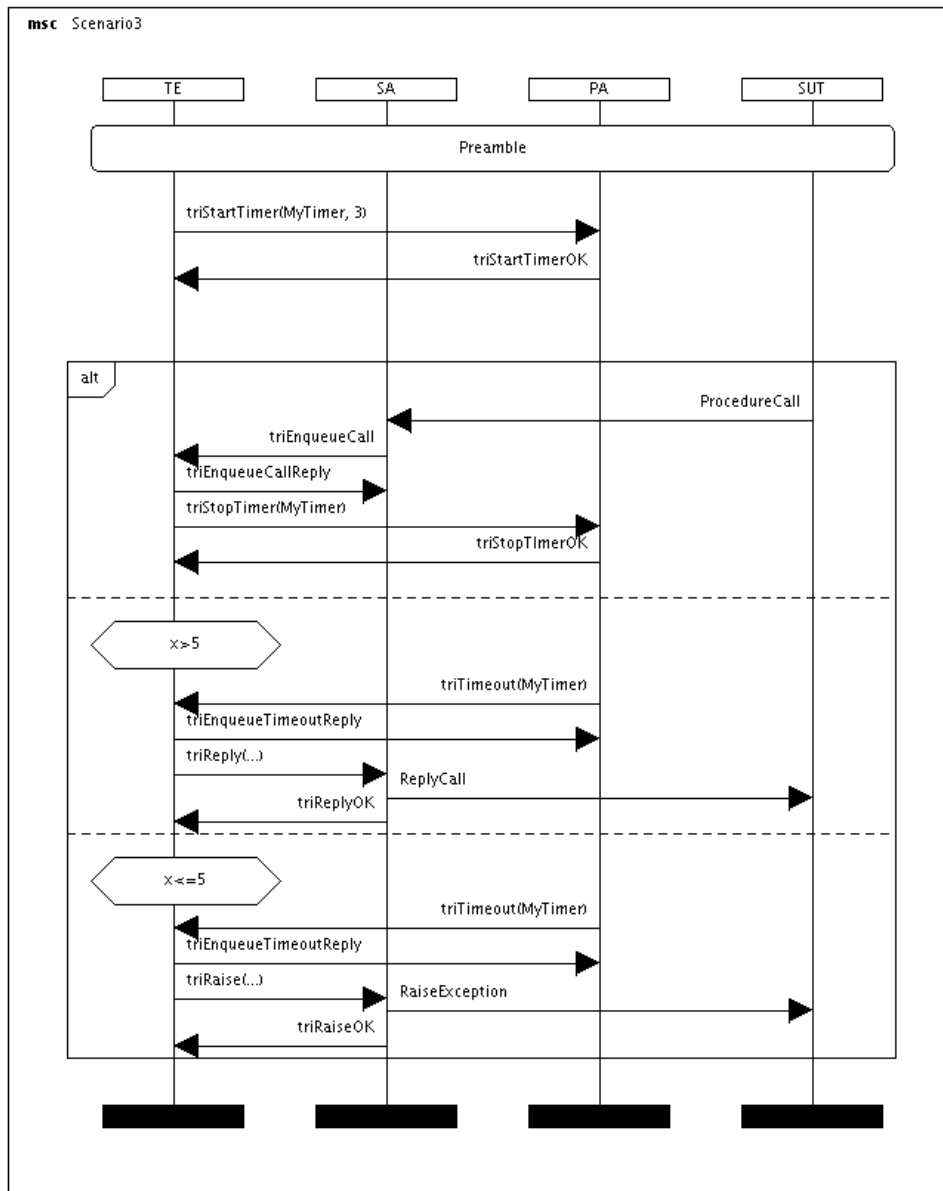 msc Scenario3
TE SA PA SUT
Preamble
triStartTimer(MyTimer, 3)
triStartTimerOK
alt
ProcedureCall
triEnqueueCall
triEnqueueCallReply
triStopTimer(MyTimer)
triStopTImerOK
x>5
triTimeout(MyTimer)
triEnqueueTimeoutReply
triReply(...)
ReplyCall
triReplyOK
x<=5
triTimeout(MyTimer)
triEnqueueTimeoutReply
triRaise(...)
RaiseException
triRaiseOK